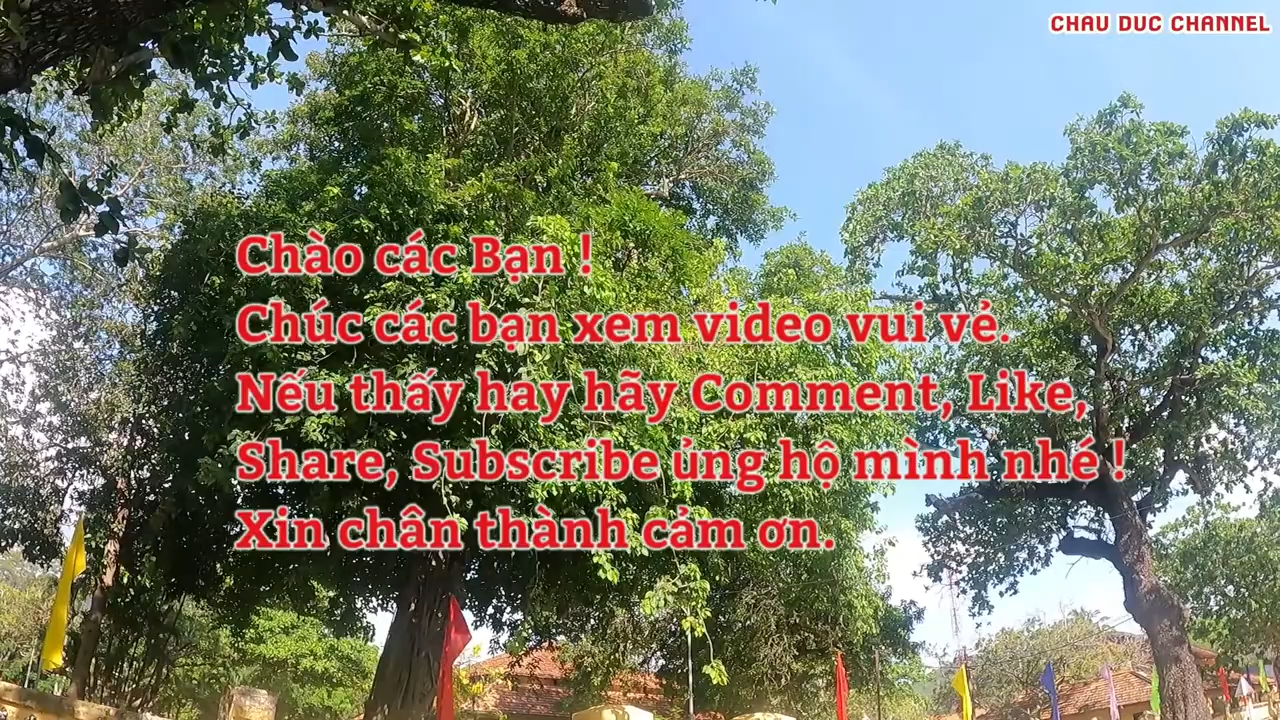 CHAU DUC CHANNEL
Chào các Bạn !
Chúc các bạn xem video vui vẻ.
Nếu thấy hay hãy Comment, Like,
Share, Subscribe ủng hộ mình nhé !
Xin chân thành cảm ơn.